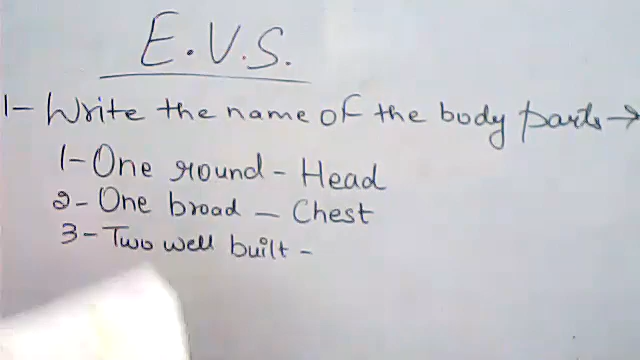 E.V.S.
1- Write the name of the body parts→
1- One round - Head
2- One broad - Chest
3- Two well built -